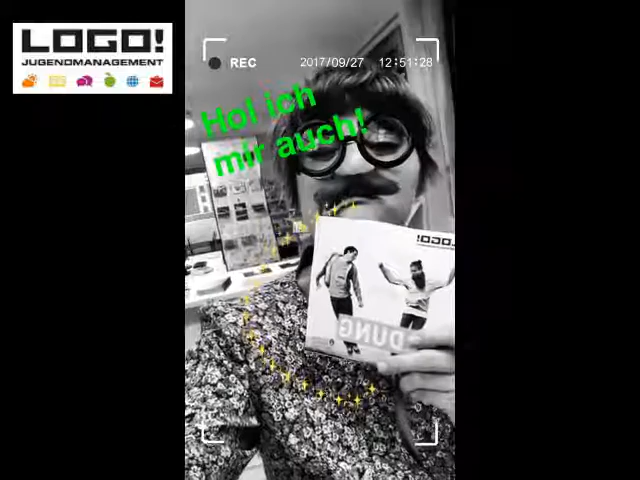 LOGO!
JUGENDMANAGEMENT
REC 2017/09/27 12:51:28
Hol ich
mir auch!
LOGO!
DUNG